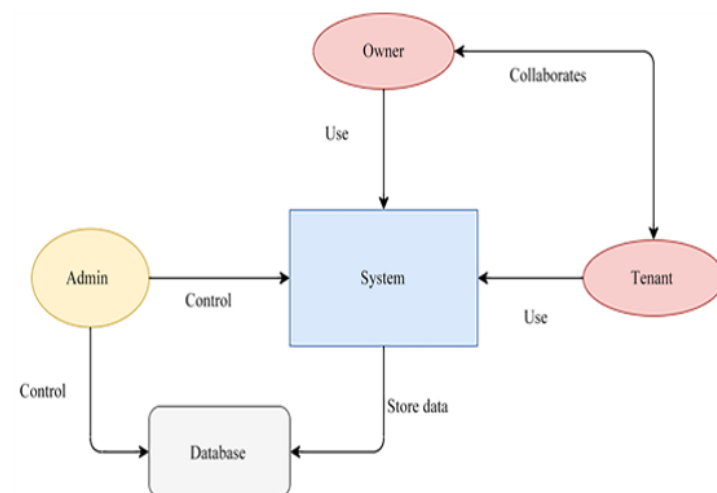 Owner
Collaborates
Use
Admin
System
Tenant
Control
Use
Control
Store data
Database